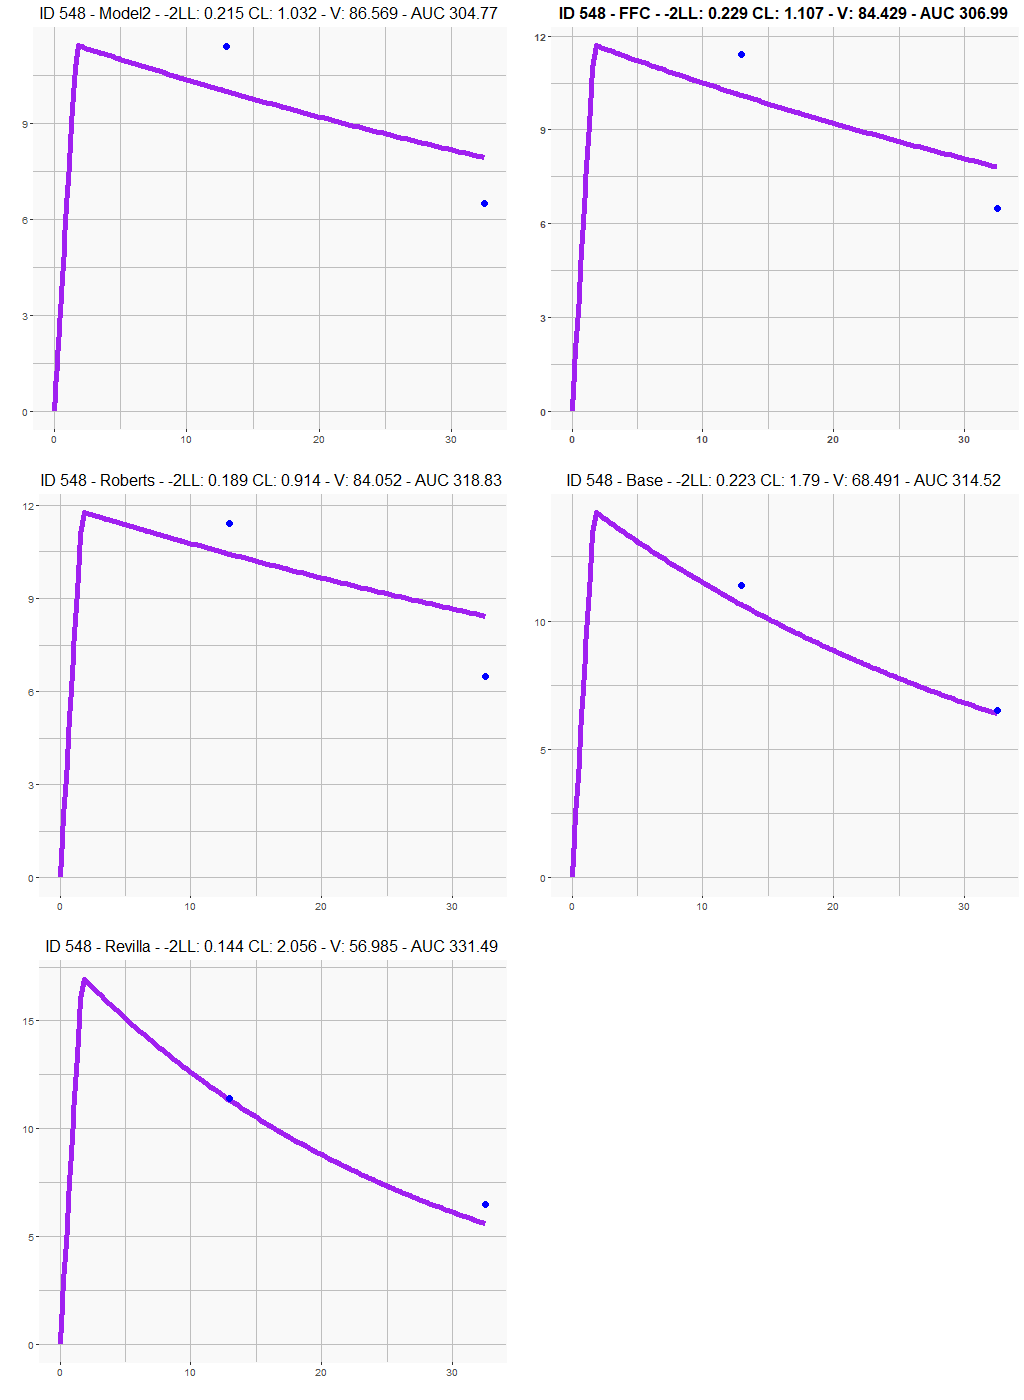 ID 548 - Model2 - -2LL: 0.215 CL: 1.032 - V: 86.569 - AUC 304.77
9
6
3
0
0 10 20 30
ID 548 - FFC - -2LL: 0.229 CL: 1.107 - V: 84.429 - AUC 306.99
12
9
6
3
0
0 10 20 30
ID 548 - Roberts - -2LL: 0.189 CL: 0.914 - V: 84.052 - AUC 318.83
12
9
6
3
0
0 10 20 30
ID 548 - Base - -2LL: 0.223 CL: 1.79 - V: 68.491 - AUC 314.52
10
5
0
0 10 20 30
ID 548 - Revilla - -2LL: 0.144 CL: 2.056 - V: 56.985 - AUC 331.49
15
10
5
0
0 10 20 30